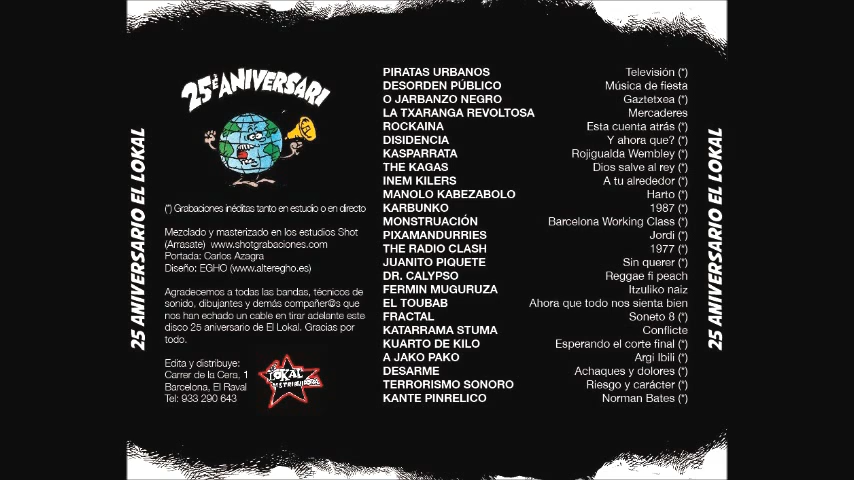 25è ANIVERSARI
25 ANIVERSARIO EL LOKAL
(*) Grabaciones inéditas tanto en estudio o en directo
Mezclado y masterizado en los estudios Shot
(Arrasate) www.shotgrabaciones.com
Portada: Carlos Azagra
Diseño: EGHO (www.alteregho.es)
Agradecemos a todas las bandas, técnicos de
sonido, dibujantes y demás compañer@s que
nos han echado un cable en tirar adelante este
disco 25 aniversario de El Lokal. Gracias por
todo.
Edita y distribuye:
Carrer de la Cera, 1
Barcelona, El Raval
Tel: 933 290 643
LOKAL
PIRATAS URBANOS Televisión (*)
DESORDEN PÚBLICO Música de fiesta
O JARBANZO NEGRO Gaztetxea (*)
LA TXARANGA REVOLTOSA Mercaderes
ROCKAINA Esta cuenta atrás (*)
DISIDENCIA Y ahora que? (*)
KASPARRATA Rojigualda Wembley (*)
THE KAGAS Dios salve al rey (*)
INEM KILERS A tu alrededor (*)
MANOLO KABEZABOLO Harto (*)
KARBUNKO 1987 (*)
MONSTRUACIÓN Barcelona Working Class (*)
PIXAMANDURRIES Jordi (*)
THE RADIO CLASH 1977 (*)
JUANITO PIQUETE Sin querer (*)
DR. CALYPSO Reggae fi peach
FERMIN MUGURUZA Itzuliko naiz
EL TOUBAB Ahora que todo nos sienta bien
FRACTAL Soneto 8 (*)
KATARRAMA STUMA Conflicte
KUARTO DE KILO Esperando el corte final (*)
A JAKO PAKO Argi Ibili (*)
DESARME Achaques y dolores (*)
TERRORISMO SONORO Riesgo y carácter (*)
KANTE PINRELICO Norman Bates (*)
25 ANIVERSARIO EL LOKAL